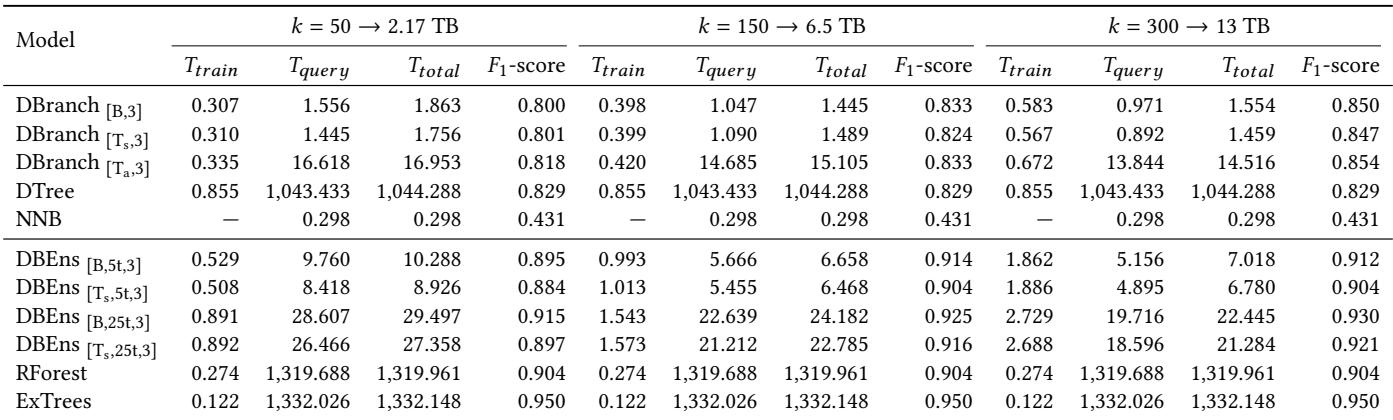 Model k = 50 → 2.17 TB k = 150 → 6.5 TB k = 300 → 13 TB
T_train T_query T_total F_1-score T_train T_query T_total F_1-score T_train T_query T_total F_1-score
DBranch [B,3] 0.307 1.556 1.863 0.800 0.398 1.047 1.445 0.833 0.583 0.971 1.554 0.850
DBranch [T_s,3] 0.310 1.445 1.756 0.801 0.399 1.090 1.489 0.824 0.567 0.892 1.459 0.847
DBranch [T_a,3] 0.335 16.618 16.953 0.818 0.420 14.685 15.105 0.833 0.672 13.844 14.516 0.854
DTree 0.855 1,043.433 1,044.288 0.829 0.855 1,043.433 1,044.288 0.829 0.855 1,043.433 1,044.288 0.829
NNB — 0.298 0.298 0.431 — 0.298 0.298 0.431 — 0.298 0.298 0.431
DBEns [B,5t,3] 0.529 9.760 10.288 0.895 0.993 5.666 6.658 0.914 1.862 5.156 7.018 0.912
DBEns [T_s,5t,3] 0.508 8.418 8.926 0.884 1.013 5.455 6.468 0.904 1.886 4.895 6.780 0.904
DBEns [B,25t,3] 0.891 28.607 29.497 0.915 1.543 22.639 24.182 0.925 2.729 19.716 22.445 0.930
DBEns [T_s,25t,3] 0.892 26.466 27.358 0.897 1.573 21.212 22.785 0.916 2.688 18.596 21.284 0.921
RForest 0.274 1,319.688 1,319.961 0.904 0.274 1,319.688 1,319.961 0.904 0.274 1,319.688 1,319.961 0.904
ExTrees 0.122 1,332.026 1,332.148 0.950 0.122 1,332.026 1,332.148 0.950 0.122 1,332.026 1,332.148 0.950